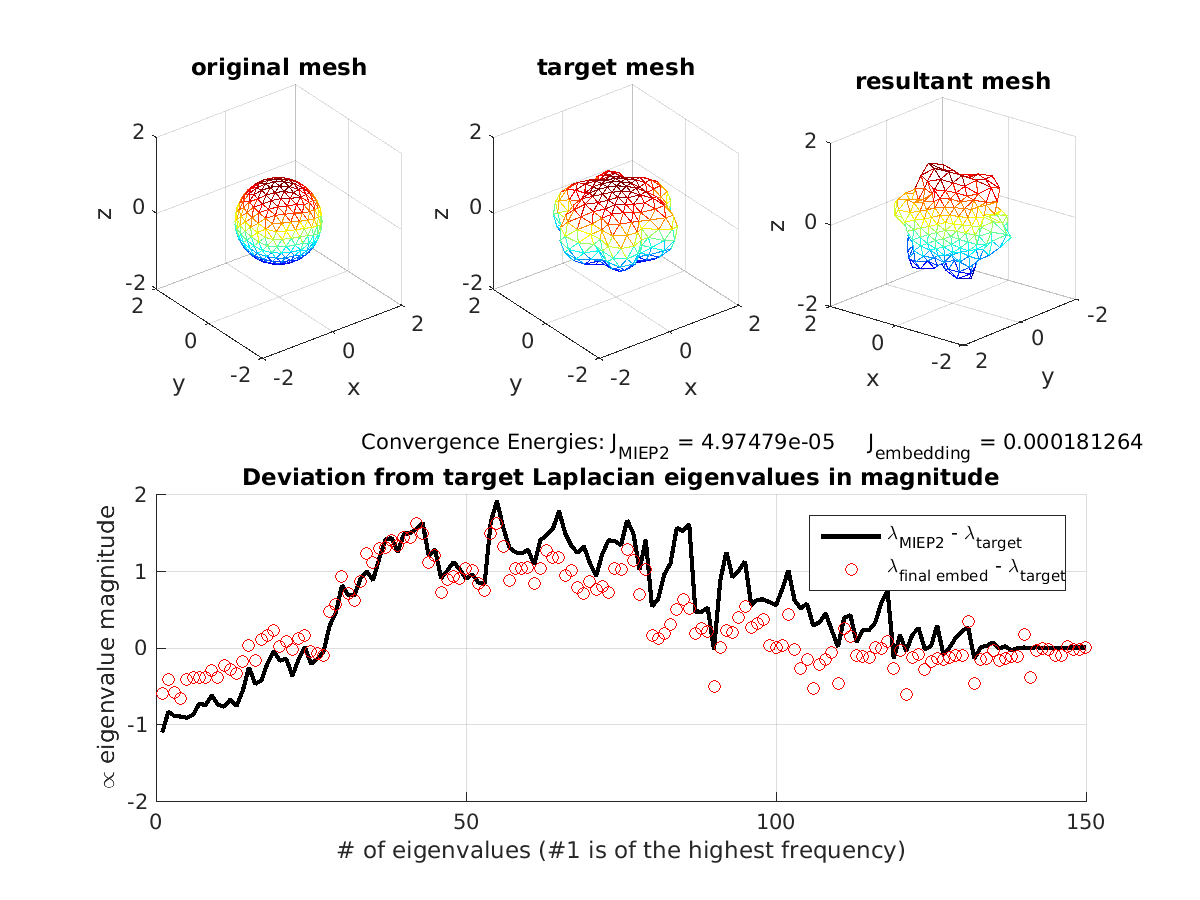 original mesh
target mesh
resultant mesh
2
0
-2
z
2
0
-2
y
-2
0
2
x
2
0
-2
z
2
0
-2
y
-2
0
2
x
2
0
-2
z
2
0
-2
x
2
0
-2
y
Convergence Energies: J_MIEP2 = 4.97479e-05 J_embedding = 0.000181264
Deviation from target Laplacian eigenvalues in magnitude
λ_MIEP2 - λ_target
λ_final embed - λ_target
∝ eigenvalue magnitude
2
1
0
-1
-2
0
50
100
150
# of eigenvalues (#1 is of the highest frequency)